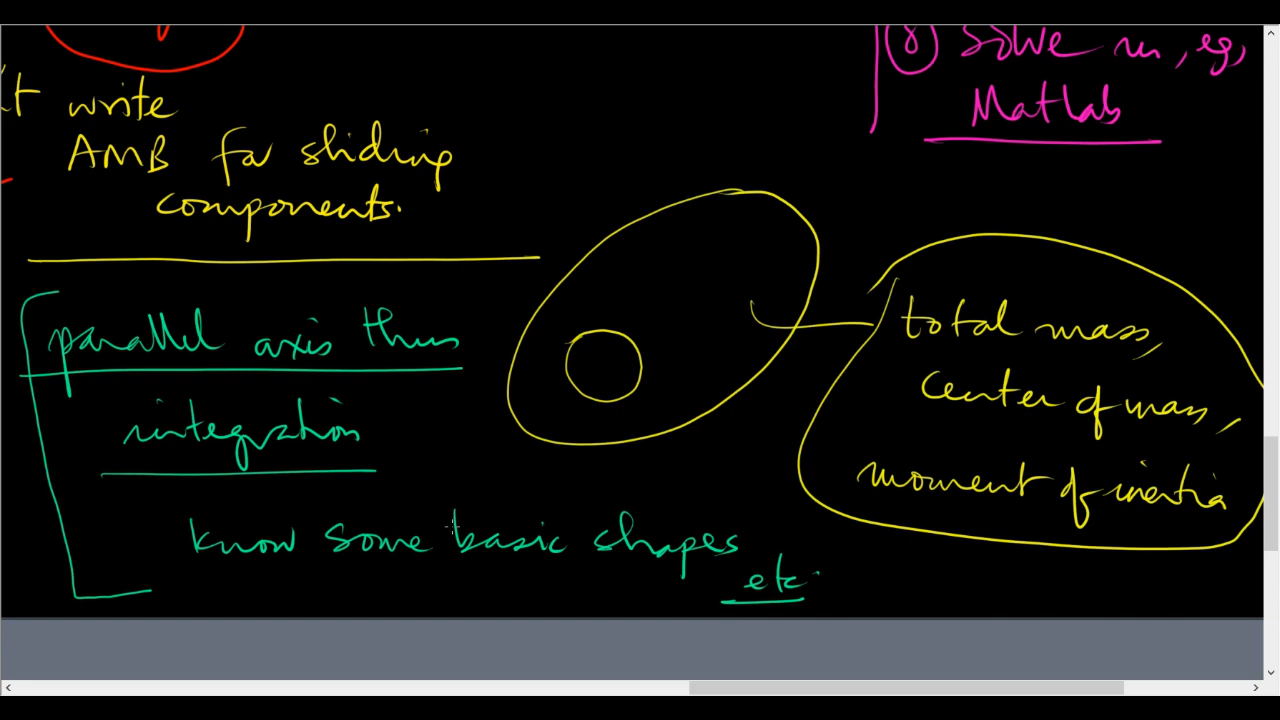 't write
AMB for sliding
components.
parallel axis thm
integration
know some basic shapes
etc.
8 solve in, eg,
Matlab
total mass,
center of mass,
moment of inertia